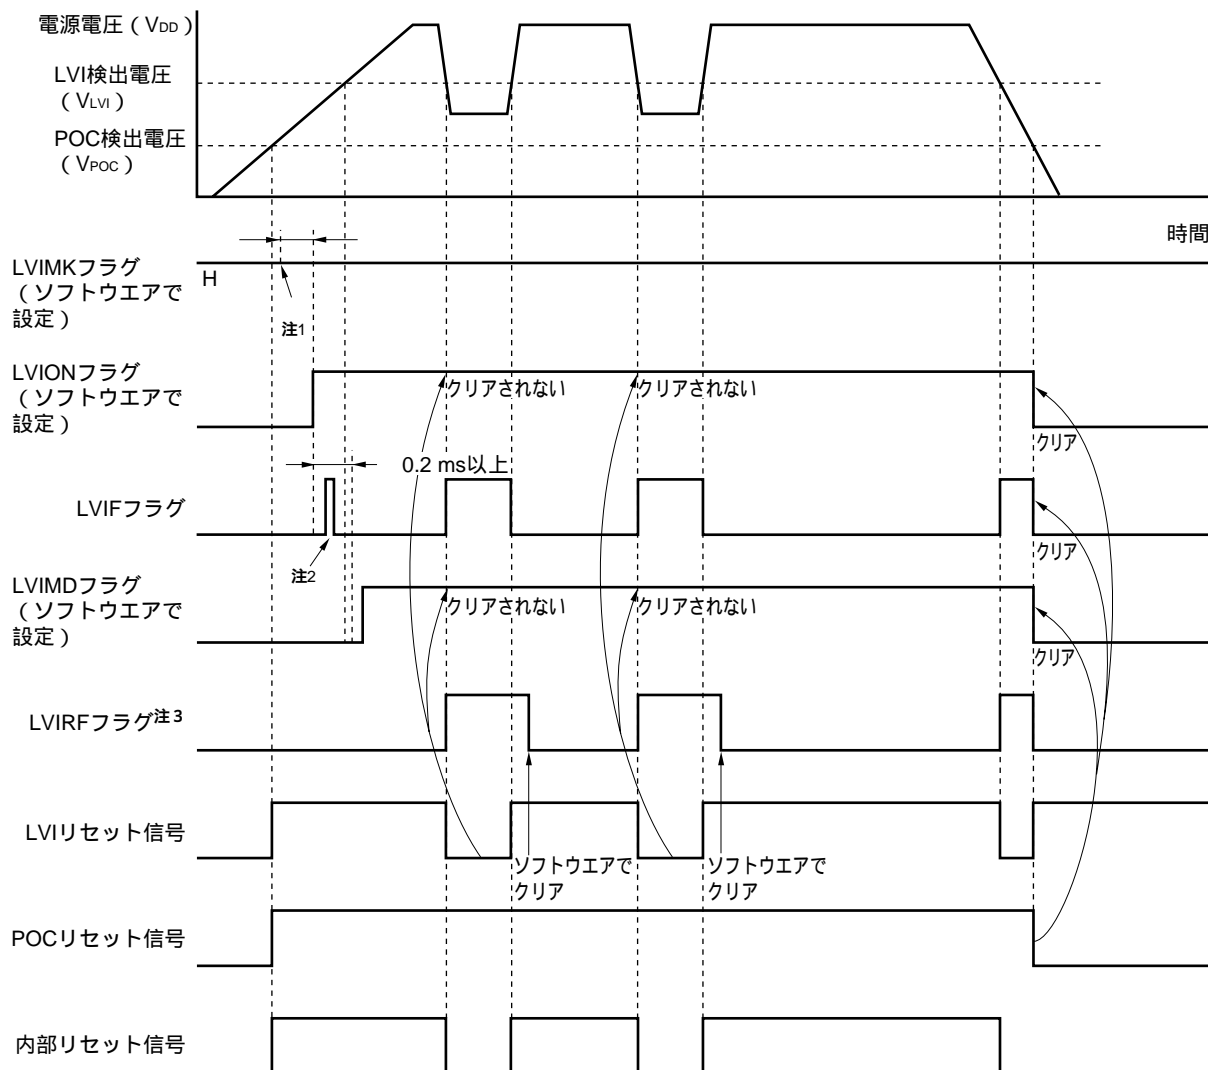 電源電圧（VDD）
LVI検出電圧
（VLVI）
POC検出電圧
（VPOC）
時間
LVIMKフラグ
（ソフトウエアで
設定）
H
注1
LVIONフラグ
（ソフトウエアで
設定）
クリアされない
クリアされない
クリア
0.2 ms以上
LVIFフラグ
注2
クリア
LVIMDフラグ
（ソフトウエアで
設定）
クリアされない
クリアされない
クリア
LVIRFフラグ注3
LVIリセット信号
ソフトウエアで
クリア
ソフトウエアで
クリア
POCリセット信号
内部リセット信号